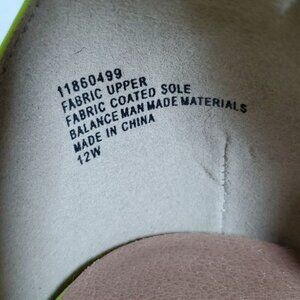 11860499
FABRIC UPPER
FABRIC COATED SOLE
BALANCE MAN MADE MATERIALS
MADE IN CHINA
12W